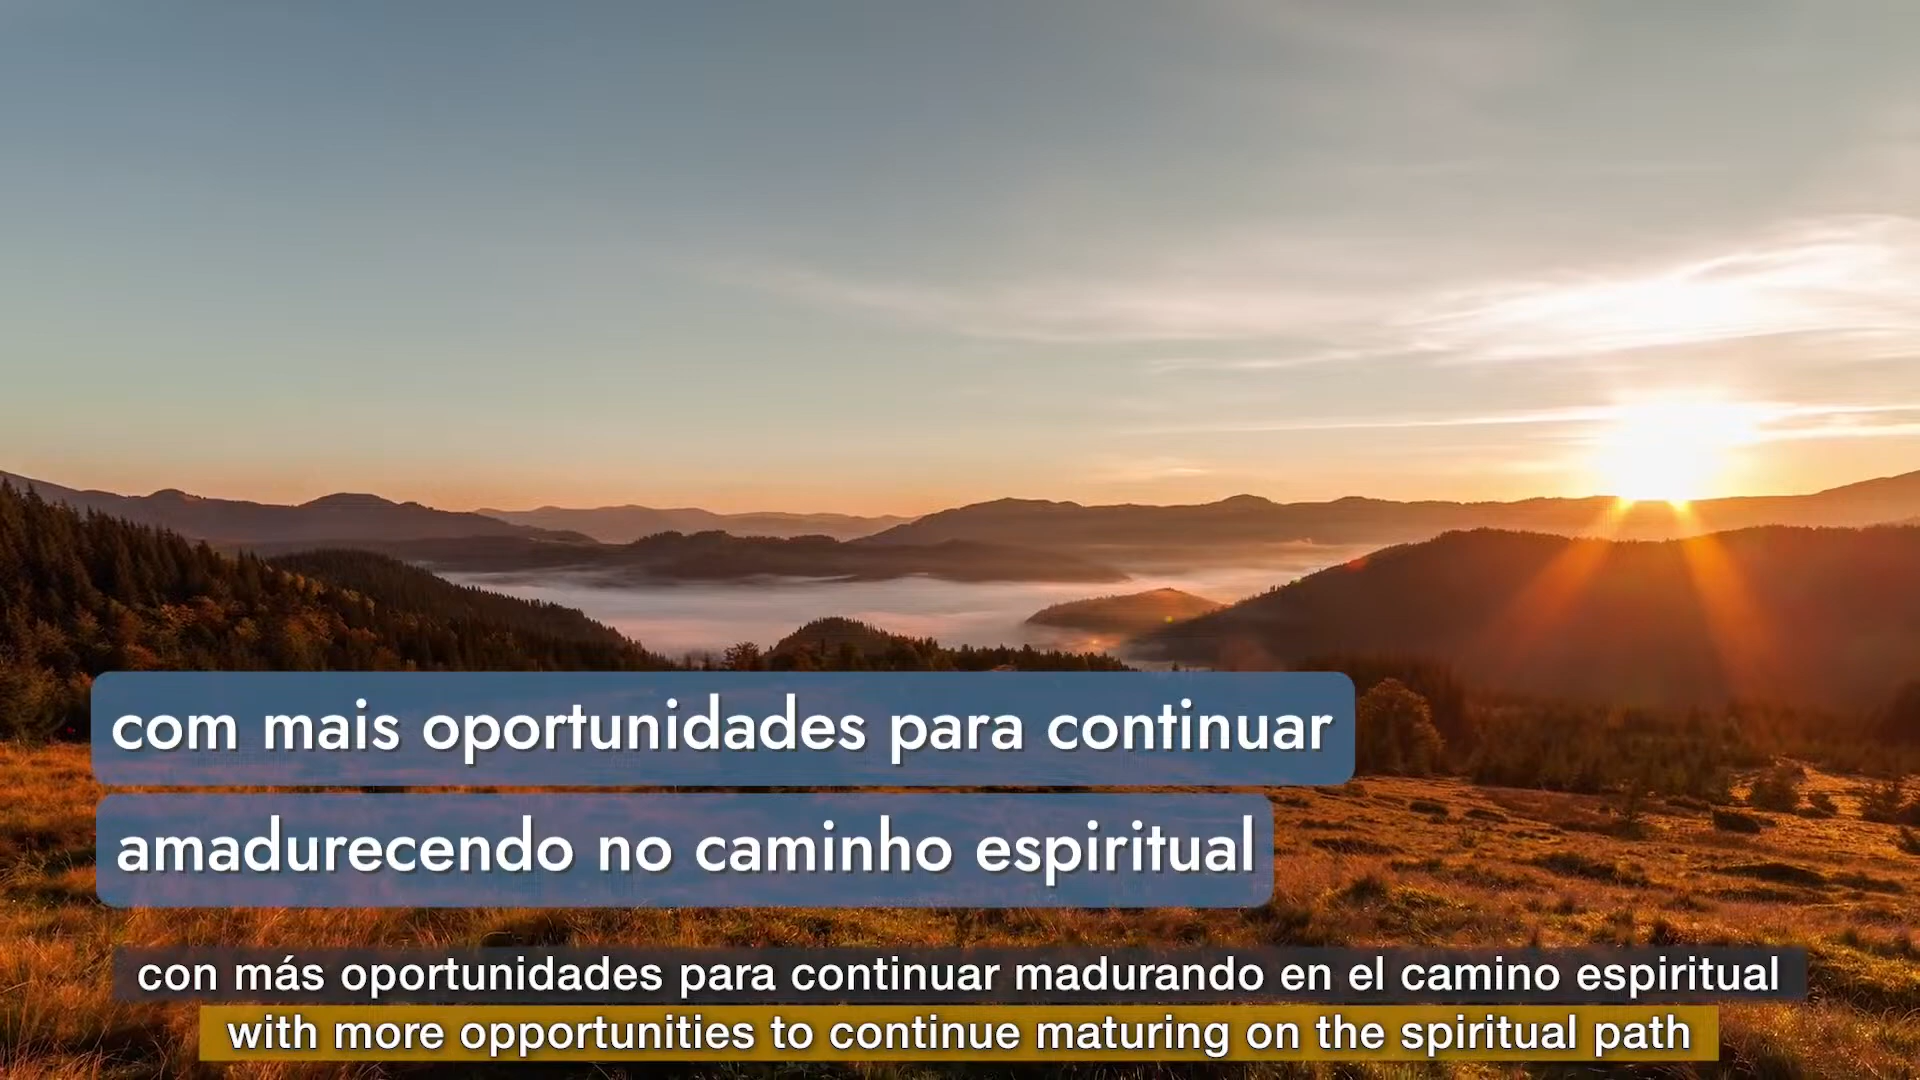 com mais oportunidades para continuar
amadurecendo no caminho espiritual
con más oportunidades para continuar madurando en el camino espiritual
with more opportunities to continue maturing on the spiritual path